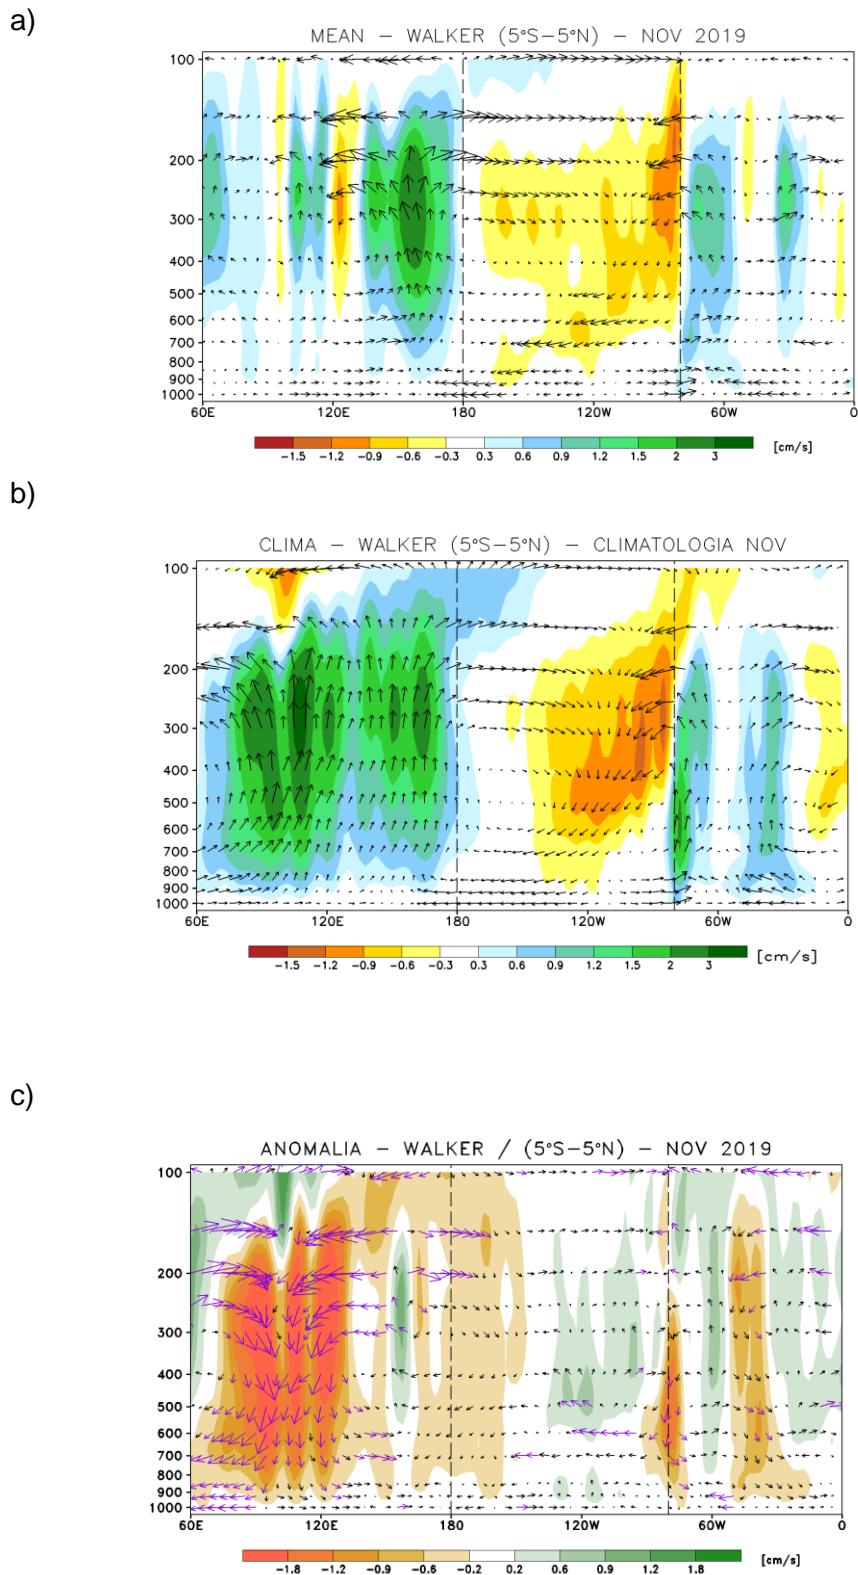 a)
MEAN – WALKER (5°S–5°N) – NOV 2019
100
200
300
400
500
600
700
800
900
1000
60E 120E 180 120W 60W 0
-1.5 -1.2 -0.9 -0.6 -0.3 0.3 0.6 0.9 1.2 1.5 2 3 [cm/s]
b)
CLIMA – WALKER (5°S–5°N) – CLIMATOLOGIA NOV
100
200
300
400
500
600
700
800
900
1000
60E 120E 180 120W 60W 0
-1.5 -1.2 -0.9 -0.6 -0.3 0.3 0.6 0.9 1.2 1.5 2 3 [cm/s]
c)
ANOMALIA – WALKER / (5°S–5°N) – NOV 2019
100
200
300
400
500
600
700
800
900
1000
60E 120E 180 120W 60W 0
-1.8 -1.2 -0.9 -0.6 -0.2 0.2 0.6 0.9 1.2 1.8 [cm/s]